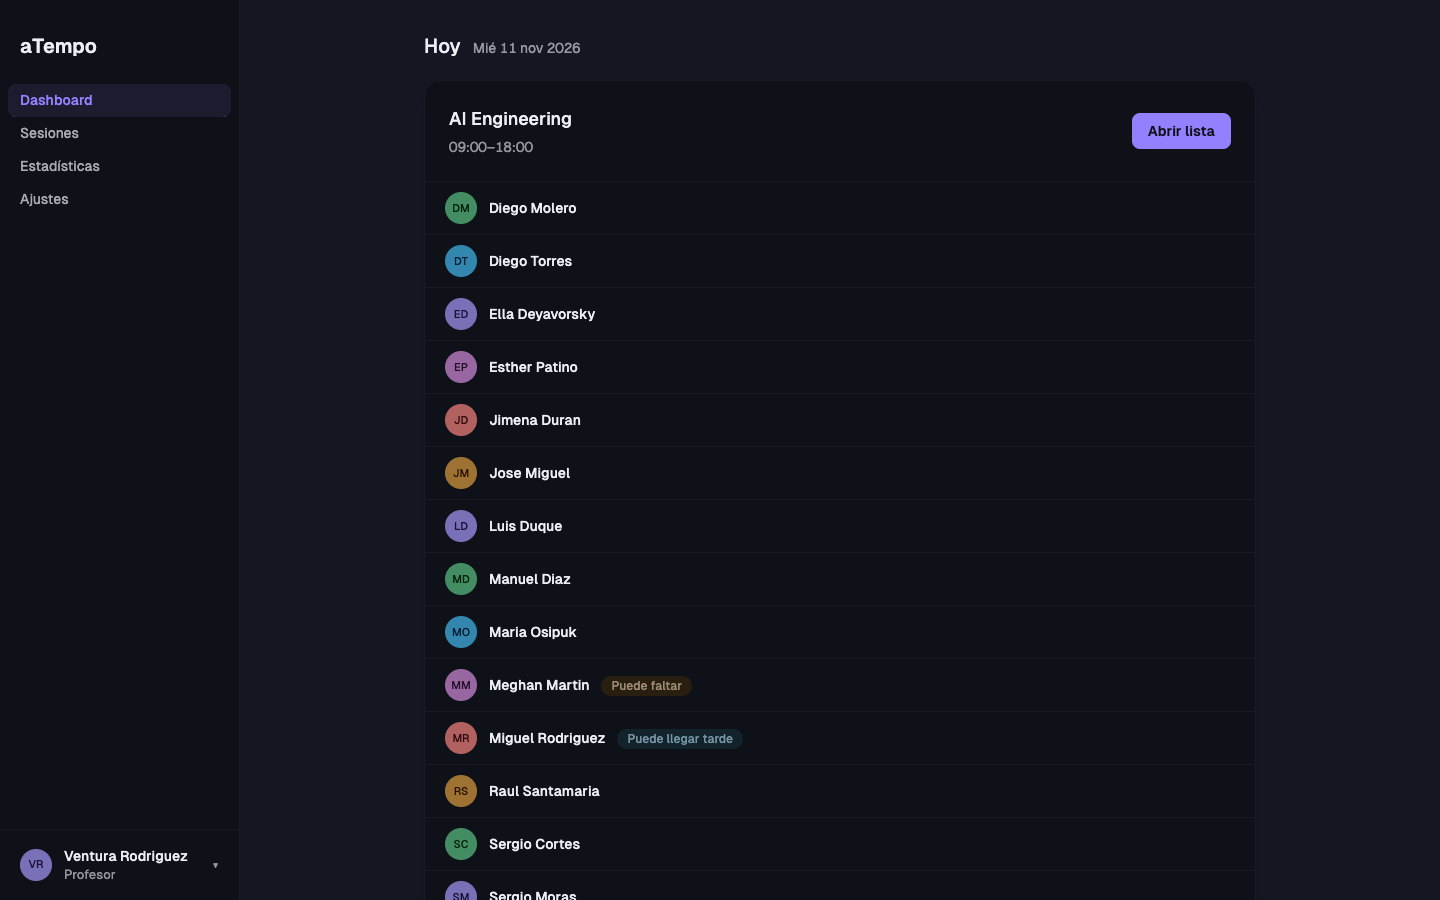 aTempo
Dashboard
Sesiones
Estadísticas
Ajustes
Hoy Mié 11 nov 2026
AI Engineering
09:00–18:00
Abrir lista
DM Diego Molero
DT Diego Torres
ED Ella Deyavorsky
EP Esther Patino
JD Jimena Duran
JM Jose Miguel
LD Luis Duque
MD Manuel Diaz
MO Maria Osipuk
MM Meghan Martin Puede faltar
MR Miguel Rodriguez Puede llegar tarde
RS Raul Santamaria
SC Sergio Cortes
SM Sergio Moras
VR Ventura Rodriguez
Profesor